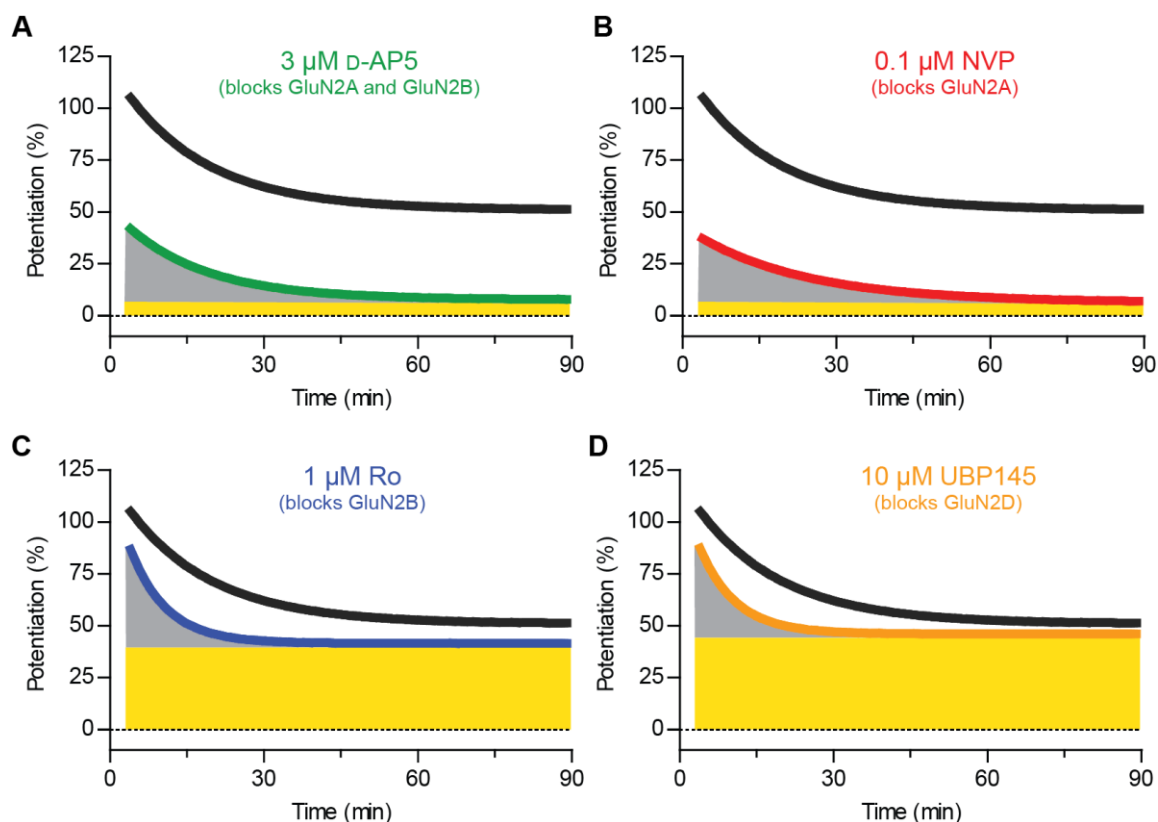 A
3 µM D-AP5
(blocks GluN2A and GluN2B)
Potentiation (%)
125
100
75
50
25
0
0 30 60 90
Time (min)
B
0.1 µM NVP
(blocks GluN2A)
Potentiation (%)
125
100
75
50
25
0
0 30 60 90
Time (min)
C
1 µM Ro
(blocks GluN2B)
Potentiation (%)
125
100
75
50
25
0
0 30 60 90
Time (min)
D
10 µM UBP145
(blocks GluN2D)
Potentiation (%)
125
100
75
50
25
0
0 30 60 90
Time (min)